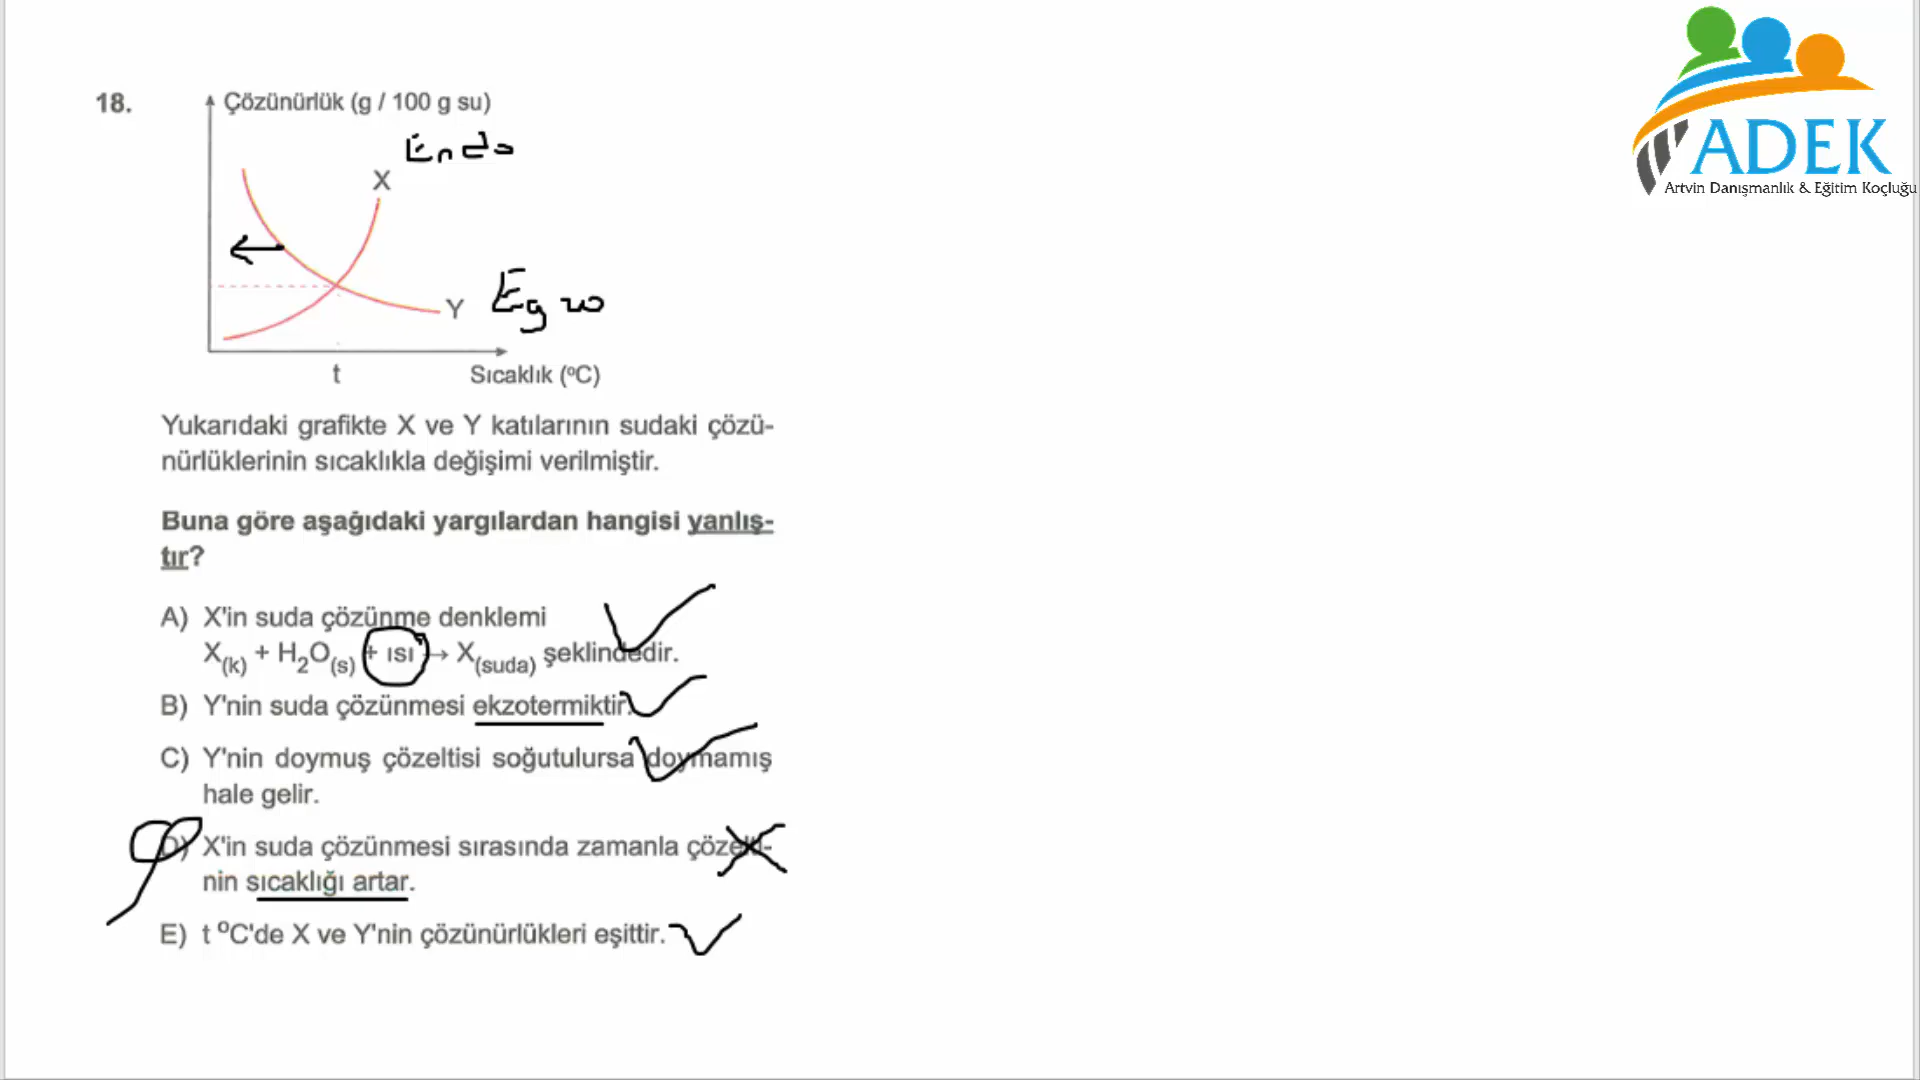 18.
Çözünürlük (g / 100 g su)
Endo
X
Y
Egzo
t
Sıcaklık (ºC)
Yukarıdaki grafikte X ve Y katılarının sudaki çözü-
nürlüklerinin sıcaklıkla değişimi verilmiştir.
Buna göre aşağıdaki yargılardan hangisi yanlış-
tır?
A) X'in suda çözünme denklemi
X(k) + H2O(s) + ısı → X(suda) şeklindedir.
B) Y'nin suda çözünmesi ekzotermiktir.
C) Y'nin doymuş çözeltisi soğutulursa doymamış
hale gelir.
D) X'in suda çözünmesi sırasında zamanla çözelti-
nin sıcaklığı artar.
E) t ºC'de X ve Y'nin çözünürlükleri eşittir.
ADEK
Artvin Danışmanlık & Eğitim Koçluğu